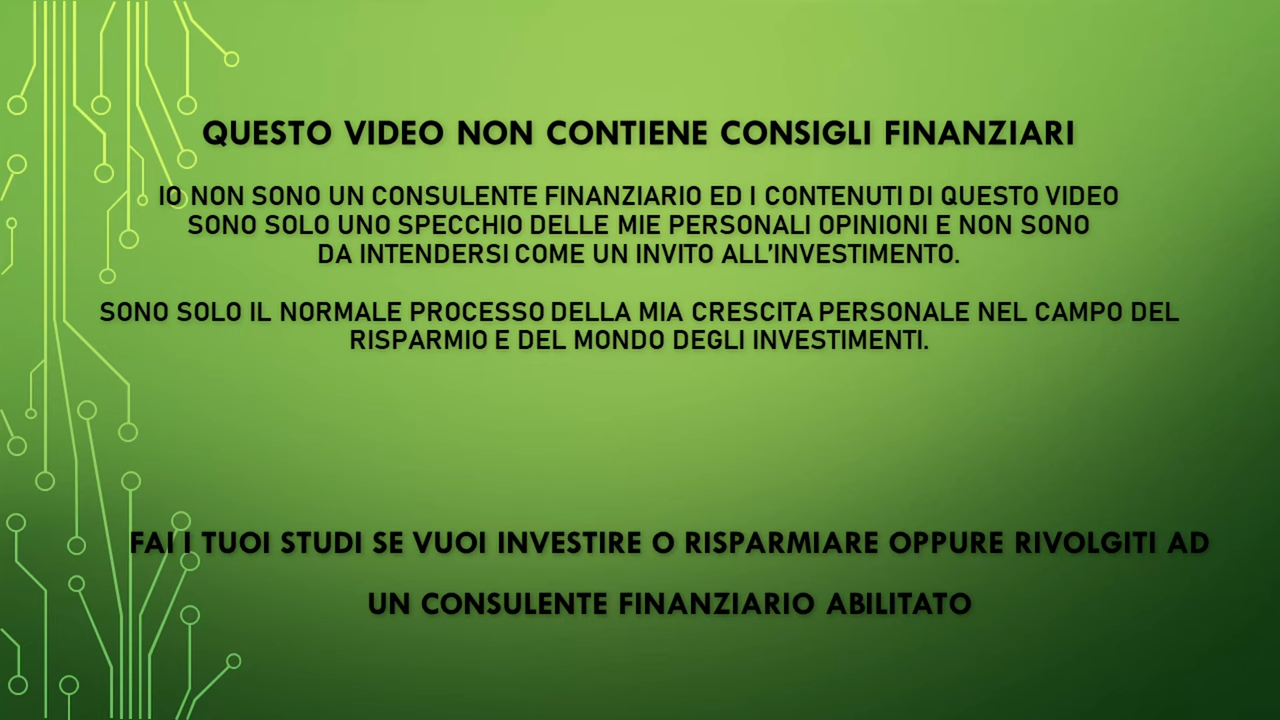 QUESTO VIDEO NON CONTIENE CONSIGLI FINANZIARI
IO NON SONO UN CONSULENTE FINANZIARIO ED I CONTENUTI DI QUESTO VIDEO
SONO SOLO UNO SPECCHIO DELLE MIE PERSONALI OPINIONI E NON SONO
DA INTENDERSI COME UN INVITO ALL'INVESTIMENTO.
SONO SOLO IL NORMALE PROCESSO DELLA MIA CRESCITA PERSONALE NEL CAMPO DEL
RISPARMIO E DEL MONDO DEGLI INVESTIMENTI.
FAI I TUOI STUDI SE VUOI INVESTIRE O RISPARMIARE OPPURE RIVOLGITI AD
UN CONSULENTE FINANZIARIO ABILITATO